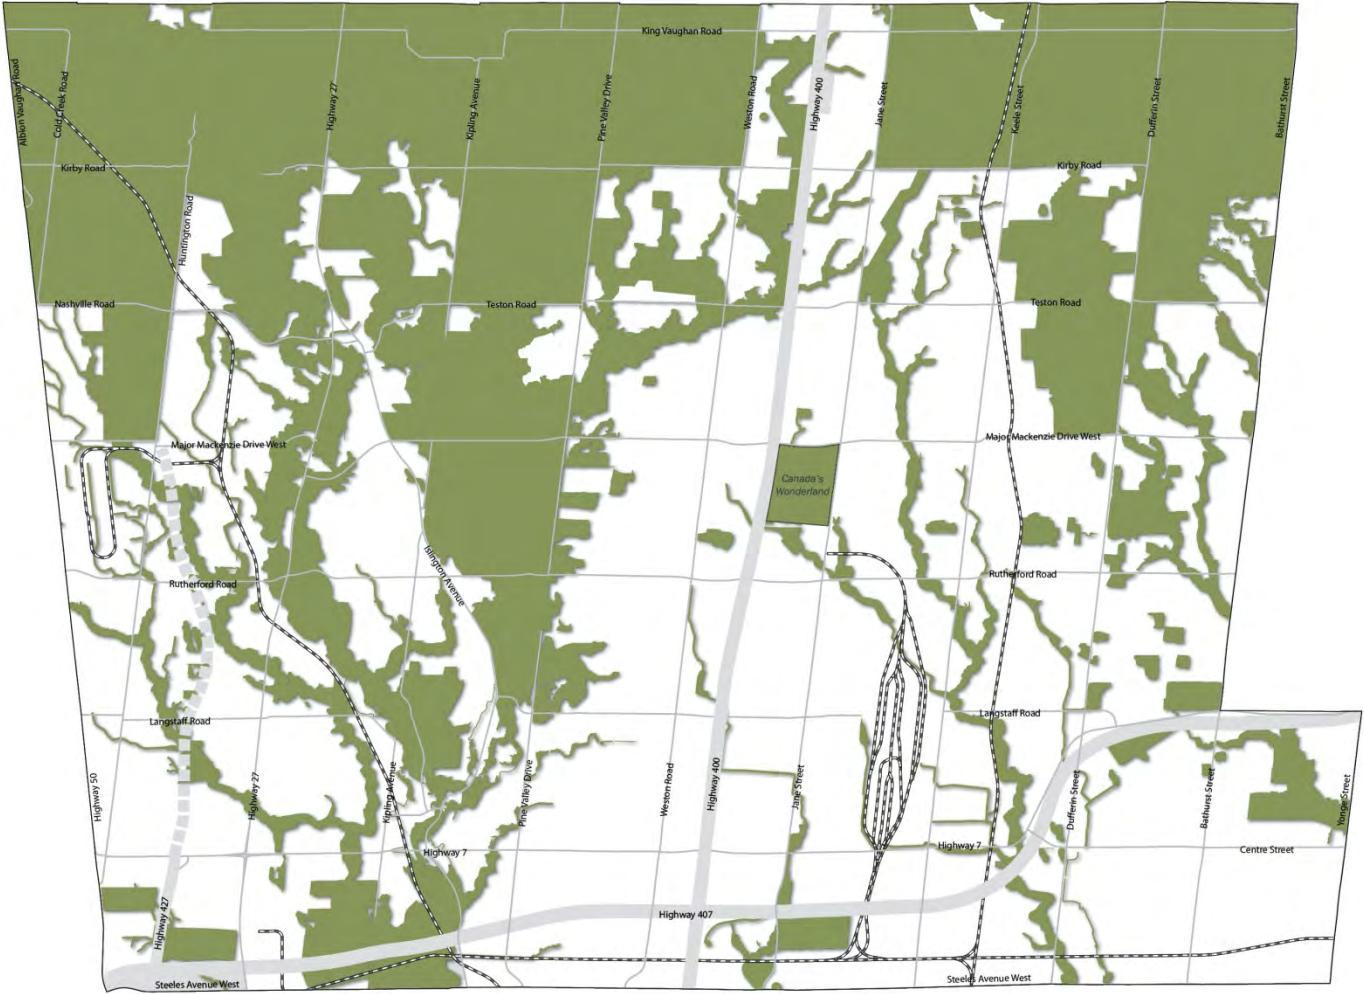 King Vaughan Road
Albion Vaughan Road
Cold Creek Road
Highway 27
Kipling Avenue
Pine Valley Drive
Weston Road
Highway 400
Jane Street
Keele Street
Dufferin Street
Bathurst Street
Kirby Road
Kirby Road
Huntington Road
Nashville Road
Teston Road
Teston Road
Major Mackenzie Drive West
Major Mackenzie Drive West
Canada's
Wonderland
Islington Avenue
Rutherford Road
Rutherford Road
Langstaff Road
Langstaff Road
Highway 50
Highway 27
Kipling Avenue
Pine Valley Drive
Weston Road
Highway 400
Jane Street
Dufferin Street
Bathurst Street
Yonge Street
Highway 7
Highway 7
Centre Street
Highway 427
Highway 407
Steeles Avenue West
Steeles Avenue West